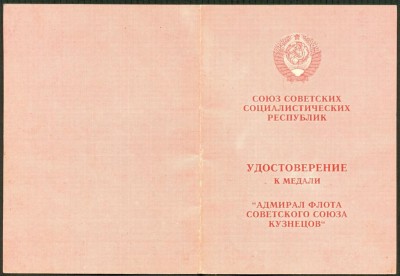 СОЮЗ СОВЕТСКИХ
СОЦИАЛИСТИЧЕСКИХ
РЕСПУБЛИК
УДОСТОВЕРЕНИЕ
К МЕДАЛИ
"АДМИРАЛ ФЛОТА
СОВЕТСКОГО СОЮЗА
КУЗНЕЦОВ"